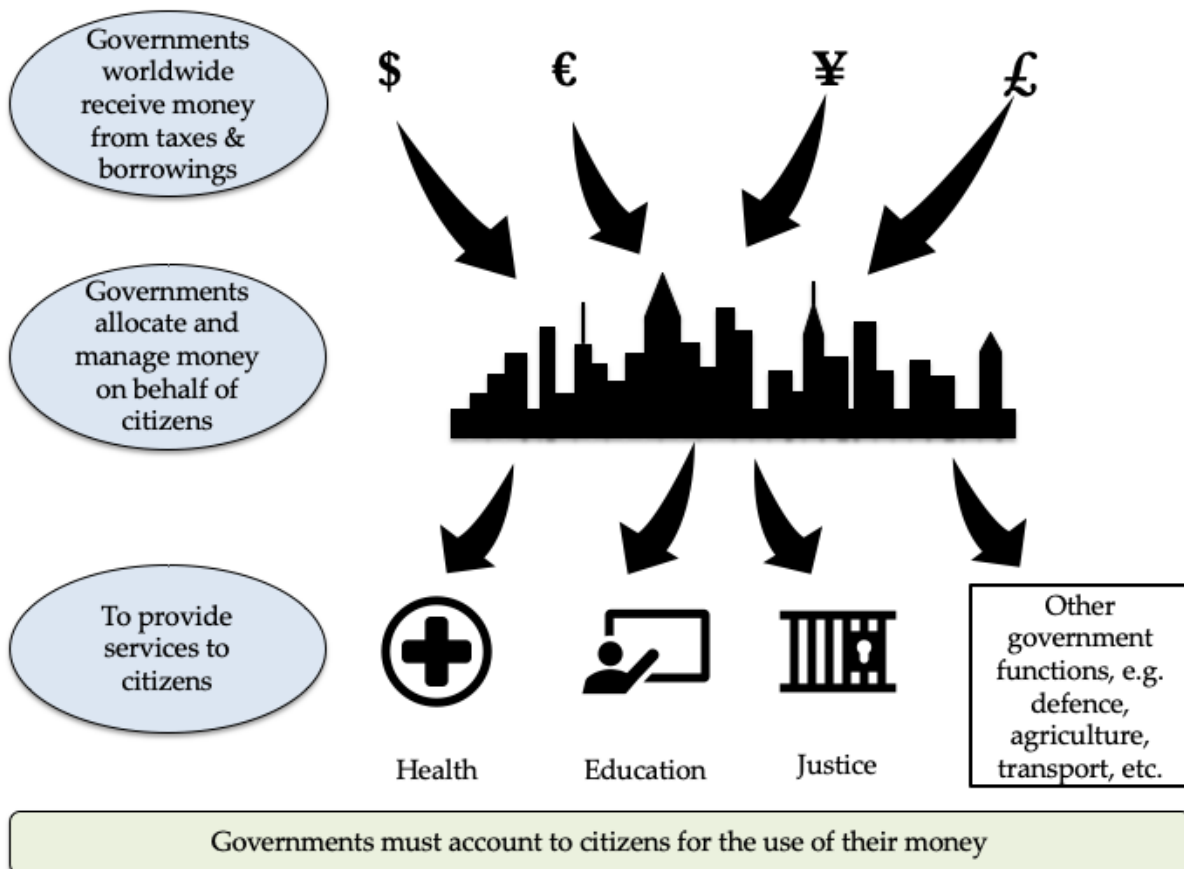 Governments
worldwide
receive money
from taxes &
borrowings
$ € ¥ £
Governments
allocate and
manage money
on behalf of
citizens
To provide
services to
citizens
Health Education Justice
Other
government
functions, e.g.
defence,
agriculture,
transport, etc.
Governments must account to citizens for the use of their money